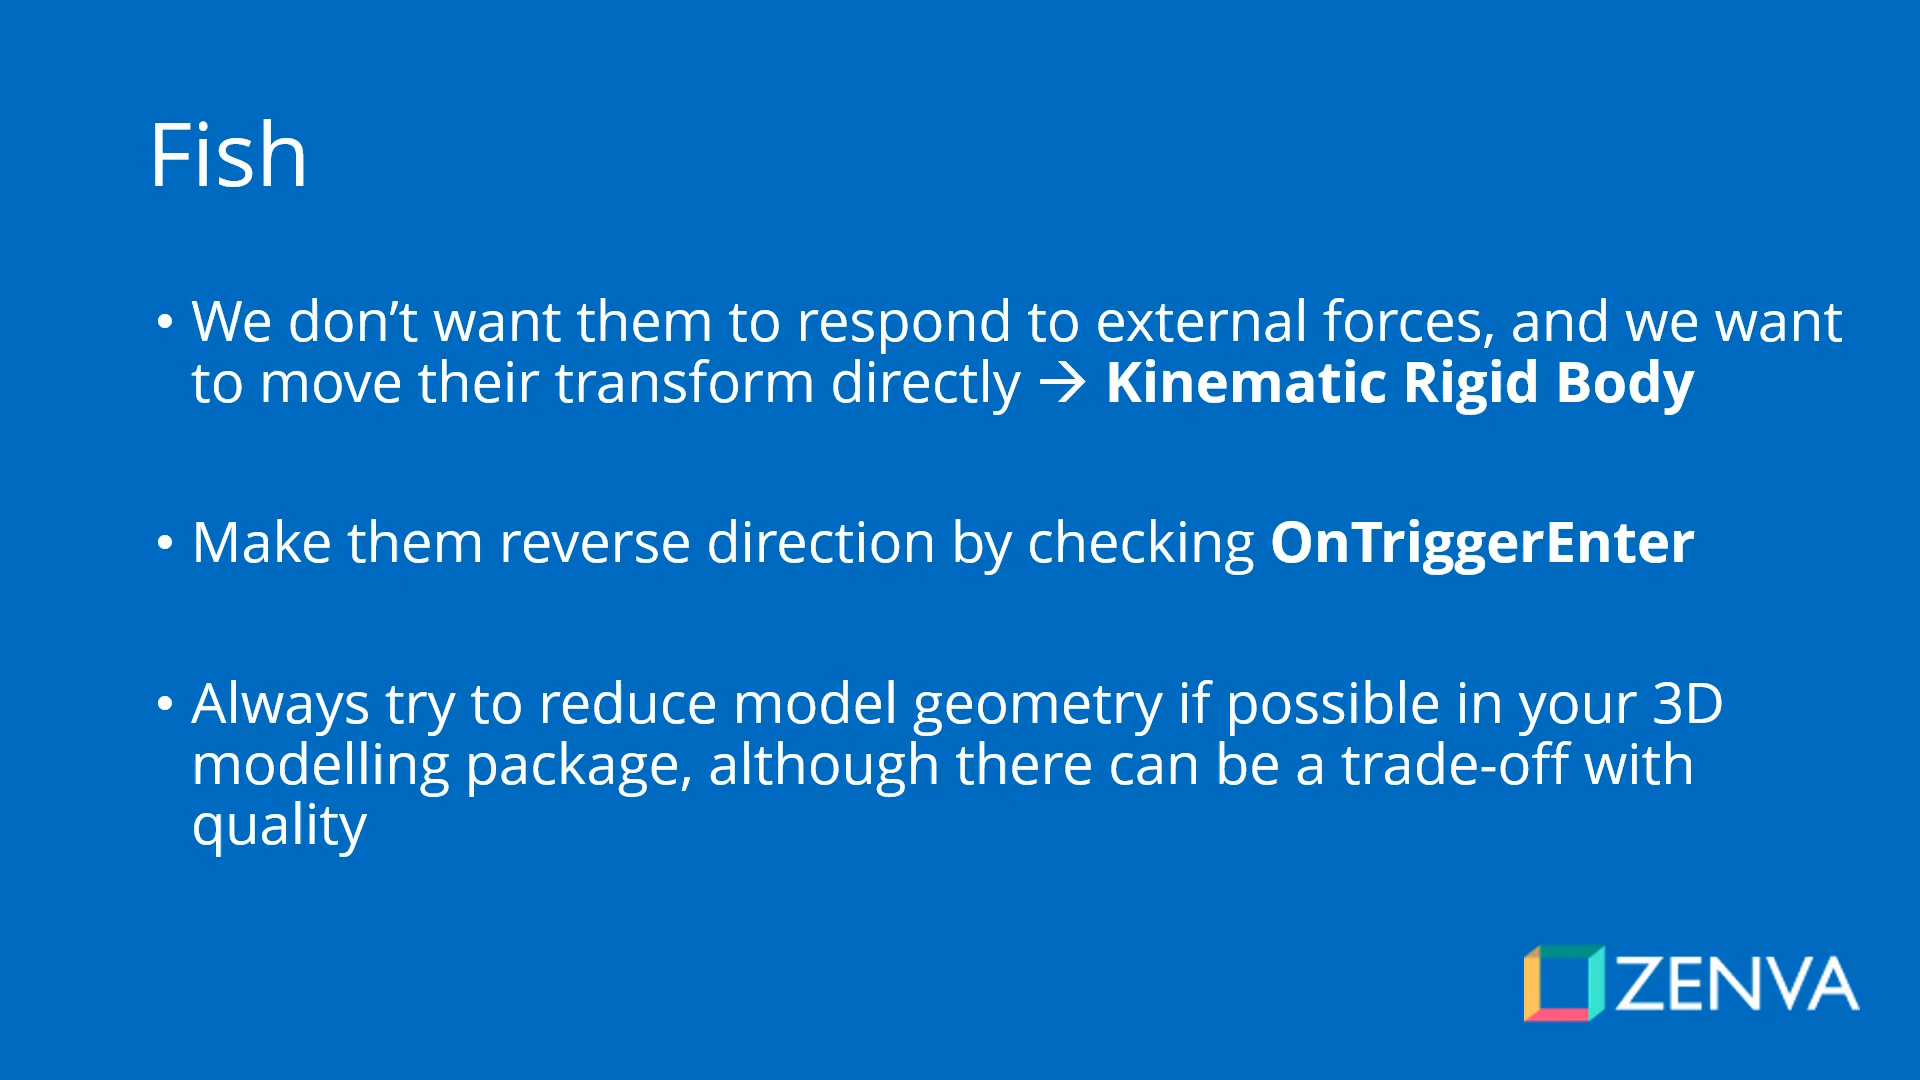 Fish
• We don’t want them to respond to external forces, and we want
to move their transform directly → Kinematic Rigid Body
• Make them reverse direction by checking OnTriggerEnter
• Always try to reduce model geometry if possible in your 3D
modelling package, although there can be a trade-off with
quality
ZENVA